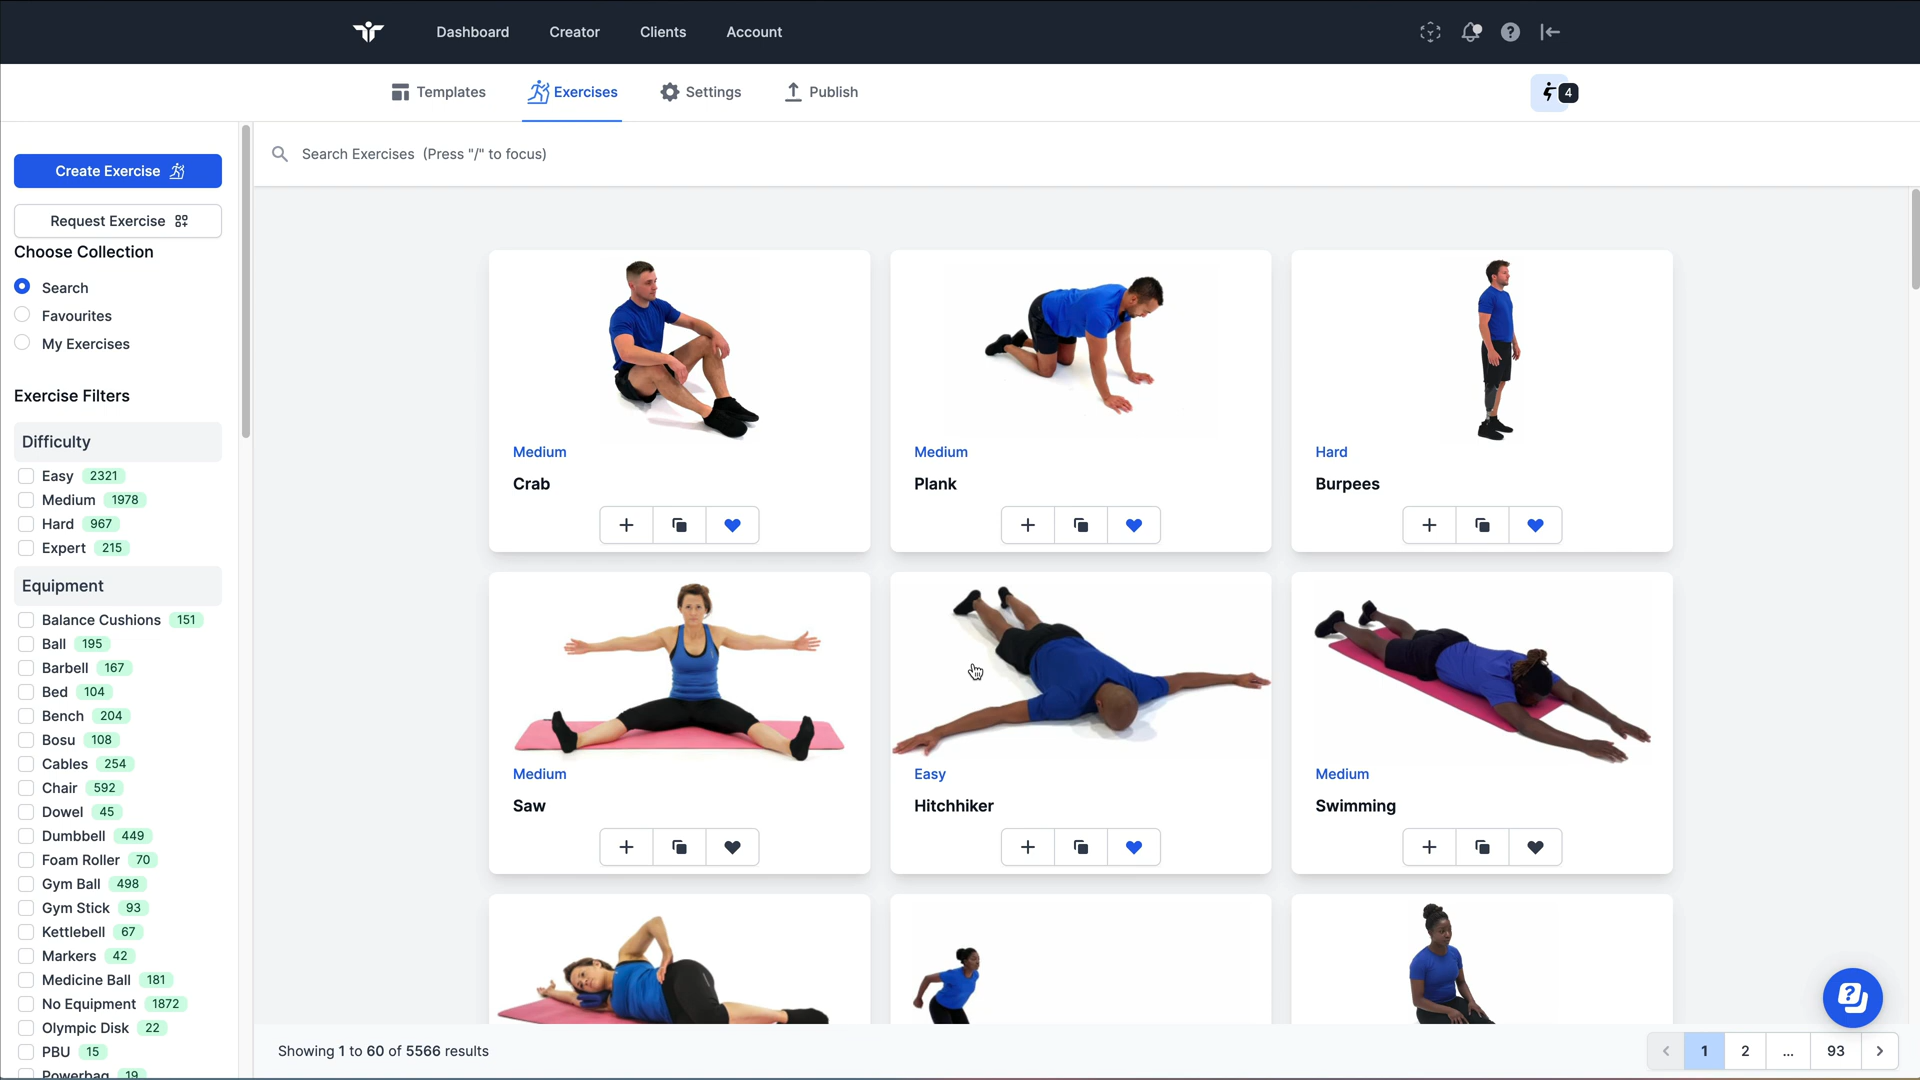 Dashboard
Creator
Clients
Account
Templates
Exercises
Settings
Publish
4
Create Exercise
Request Exercise
Choose Collection
Search
Favourites
My Exercises
Exercise Filters
Difficulty
Easy 2321
Medium 1978
Hard 967
Expert 215
Equipment
Balance Cushions 151
Ball 195
Barbell 167
Bed 104
Bench 204
Bosu 108
Cables 254
Chair 592
Dowel 45
Dumbbell 449
Foam Roller 70
Gym Ball 498
Gym Stick 93
Kettlebell 67
Markers 42
Medicine Ball 181
No Equipment 1872
Olympic Disk 22
PBU 15
Powerbag 19
Search Exercises (Press "/" to focus)
Medium
Crab
Medium
Plank
Hard
Burpees
Medium
Saw
Easy
Hitchhiker
Medium
Swimming
Showing 1 to 60 of 5566 results
1
2
...
93